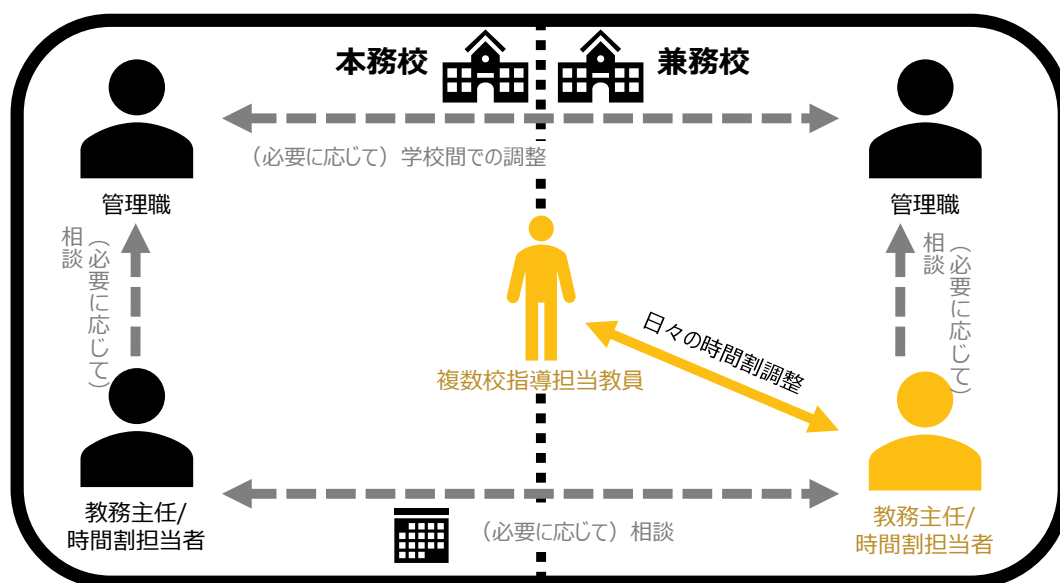 本務校
兼務校
(必要に応じて)学校間での調整
管理職
管理職
(必要に応じて)
相談
(必要に応じて)
相談
日々の時間割調整
複数校指導担当教員
教務主任/
時間割担当者
(必要に応じて)相談
教務主任/
時間割担当者